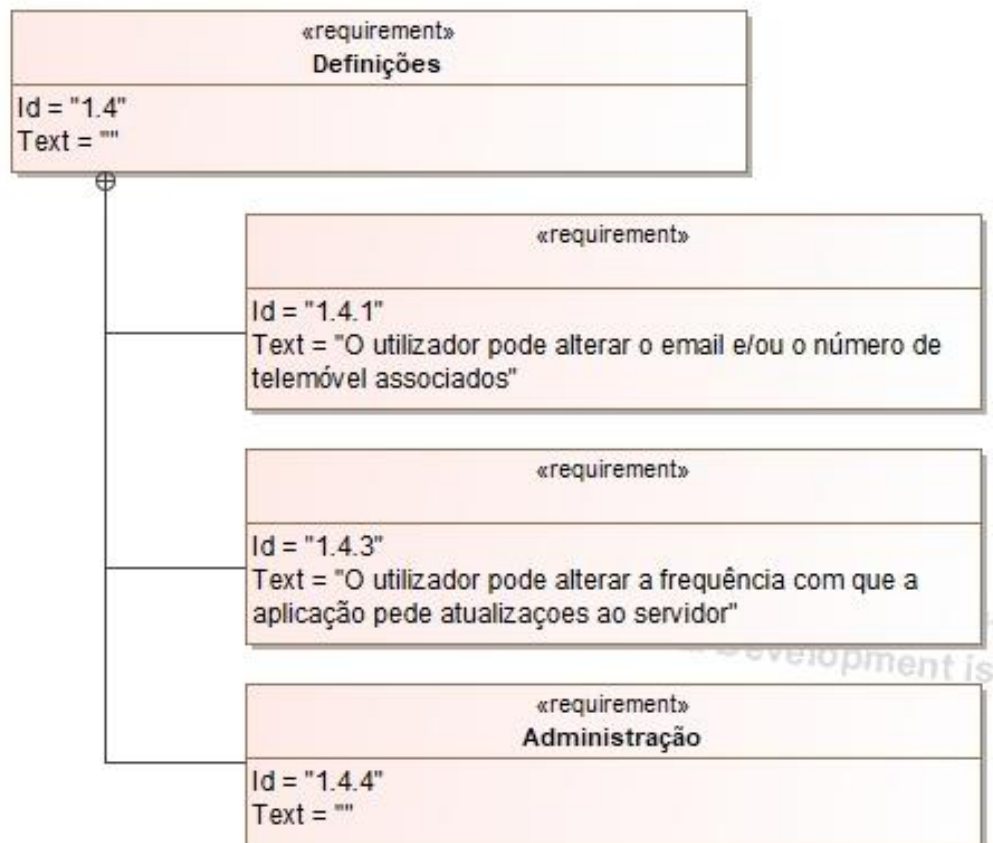 «requirement»
Definições
Id = "1.4"
Text = ""
«requirement»
Id = "1.4.1"
Text = "O utilizador pode alterar o email e/ou o número de
telemóvel associados"
«requirement»
Id = "1.4.3"
Text = "O utilizador pode alterar a frequência com que a
aplicação pede atualizaçoes ao servidor"
Development is
«requirement»
Administração
Id = "1.4.4"
Text = ""